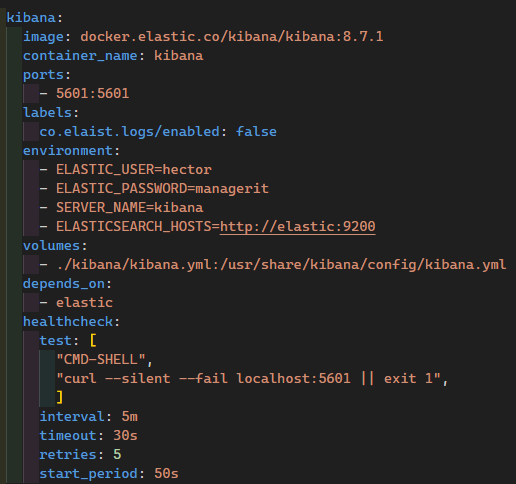 kibana:
  image: docker.elastic.co/kibana/kibana:8.7.1
  container_name: kibana
  ports:
    - 5601:5601
  labels:
    co.elaist.logs/enabled: false
  environment:
    - ELASTIC_USER=hector
    - ELASTIC_PASSWORD=managerit
    - SERVER_NAME=kibana
    - ELASTICSEARCH_HOSTS=http://elastic:9200
  volumes:
    - ./kibana/kibana.yml:/usr/share/kibana/config/kibana.yml
  depends_on:
    - elastic
  healthcheck:
    test: [
      "CMD-SHELL",
      "curl --silent --fail localhost:5601 || exit 1",
      ]
    interval: 5m
    timeout: 30s
    retries: 5
    start_period: 50s